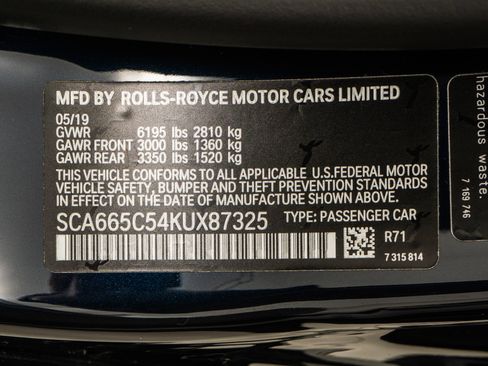 MFD BY ROLLS-ROYCE MOTOR CARS LIMITED
05/19
GVWR 6195 lbs 2810 kg
GAWR FRONT 3000 lbs 1360 kg
GAWR REAR 3350 lbs 1520 kg
THIS VEHICLE CONFORMS TO ALL APPLICABLE U.S.FEDERAL MOTOR
VEHICLE SAFETY, BUMPER AND THEFT PREVENTION STANDARDS
IN EFFECT ON THE DATE OF MANUFACTURE SHOWN ABOVE.
SCA665C54KUX87325 TYPE: PASSENGER CAR
R71
7 315 814
hazardous waste.
7 169 746